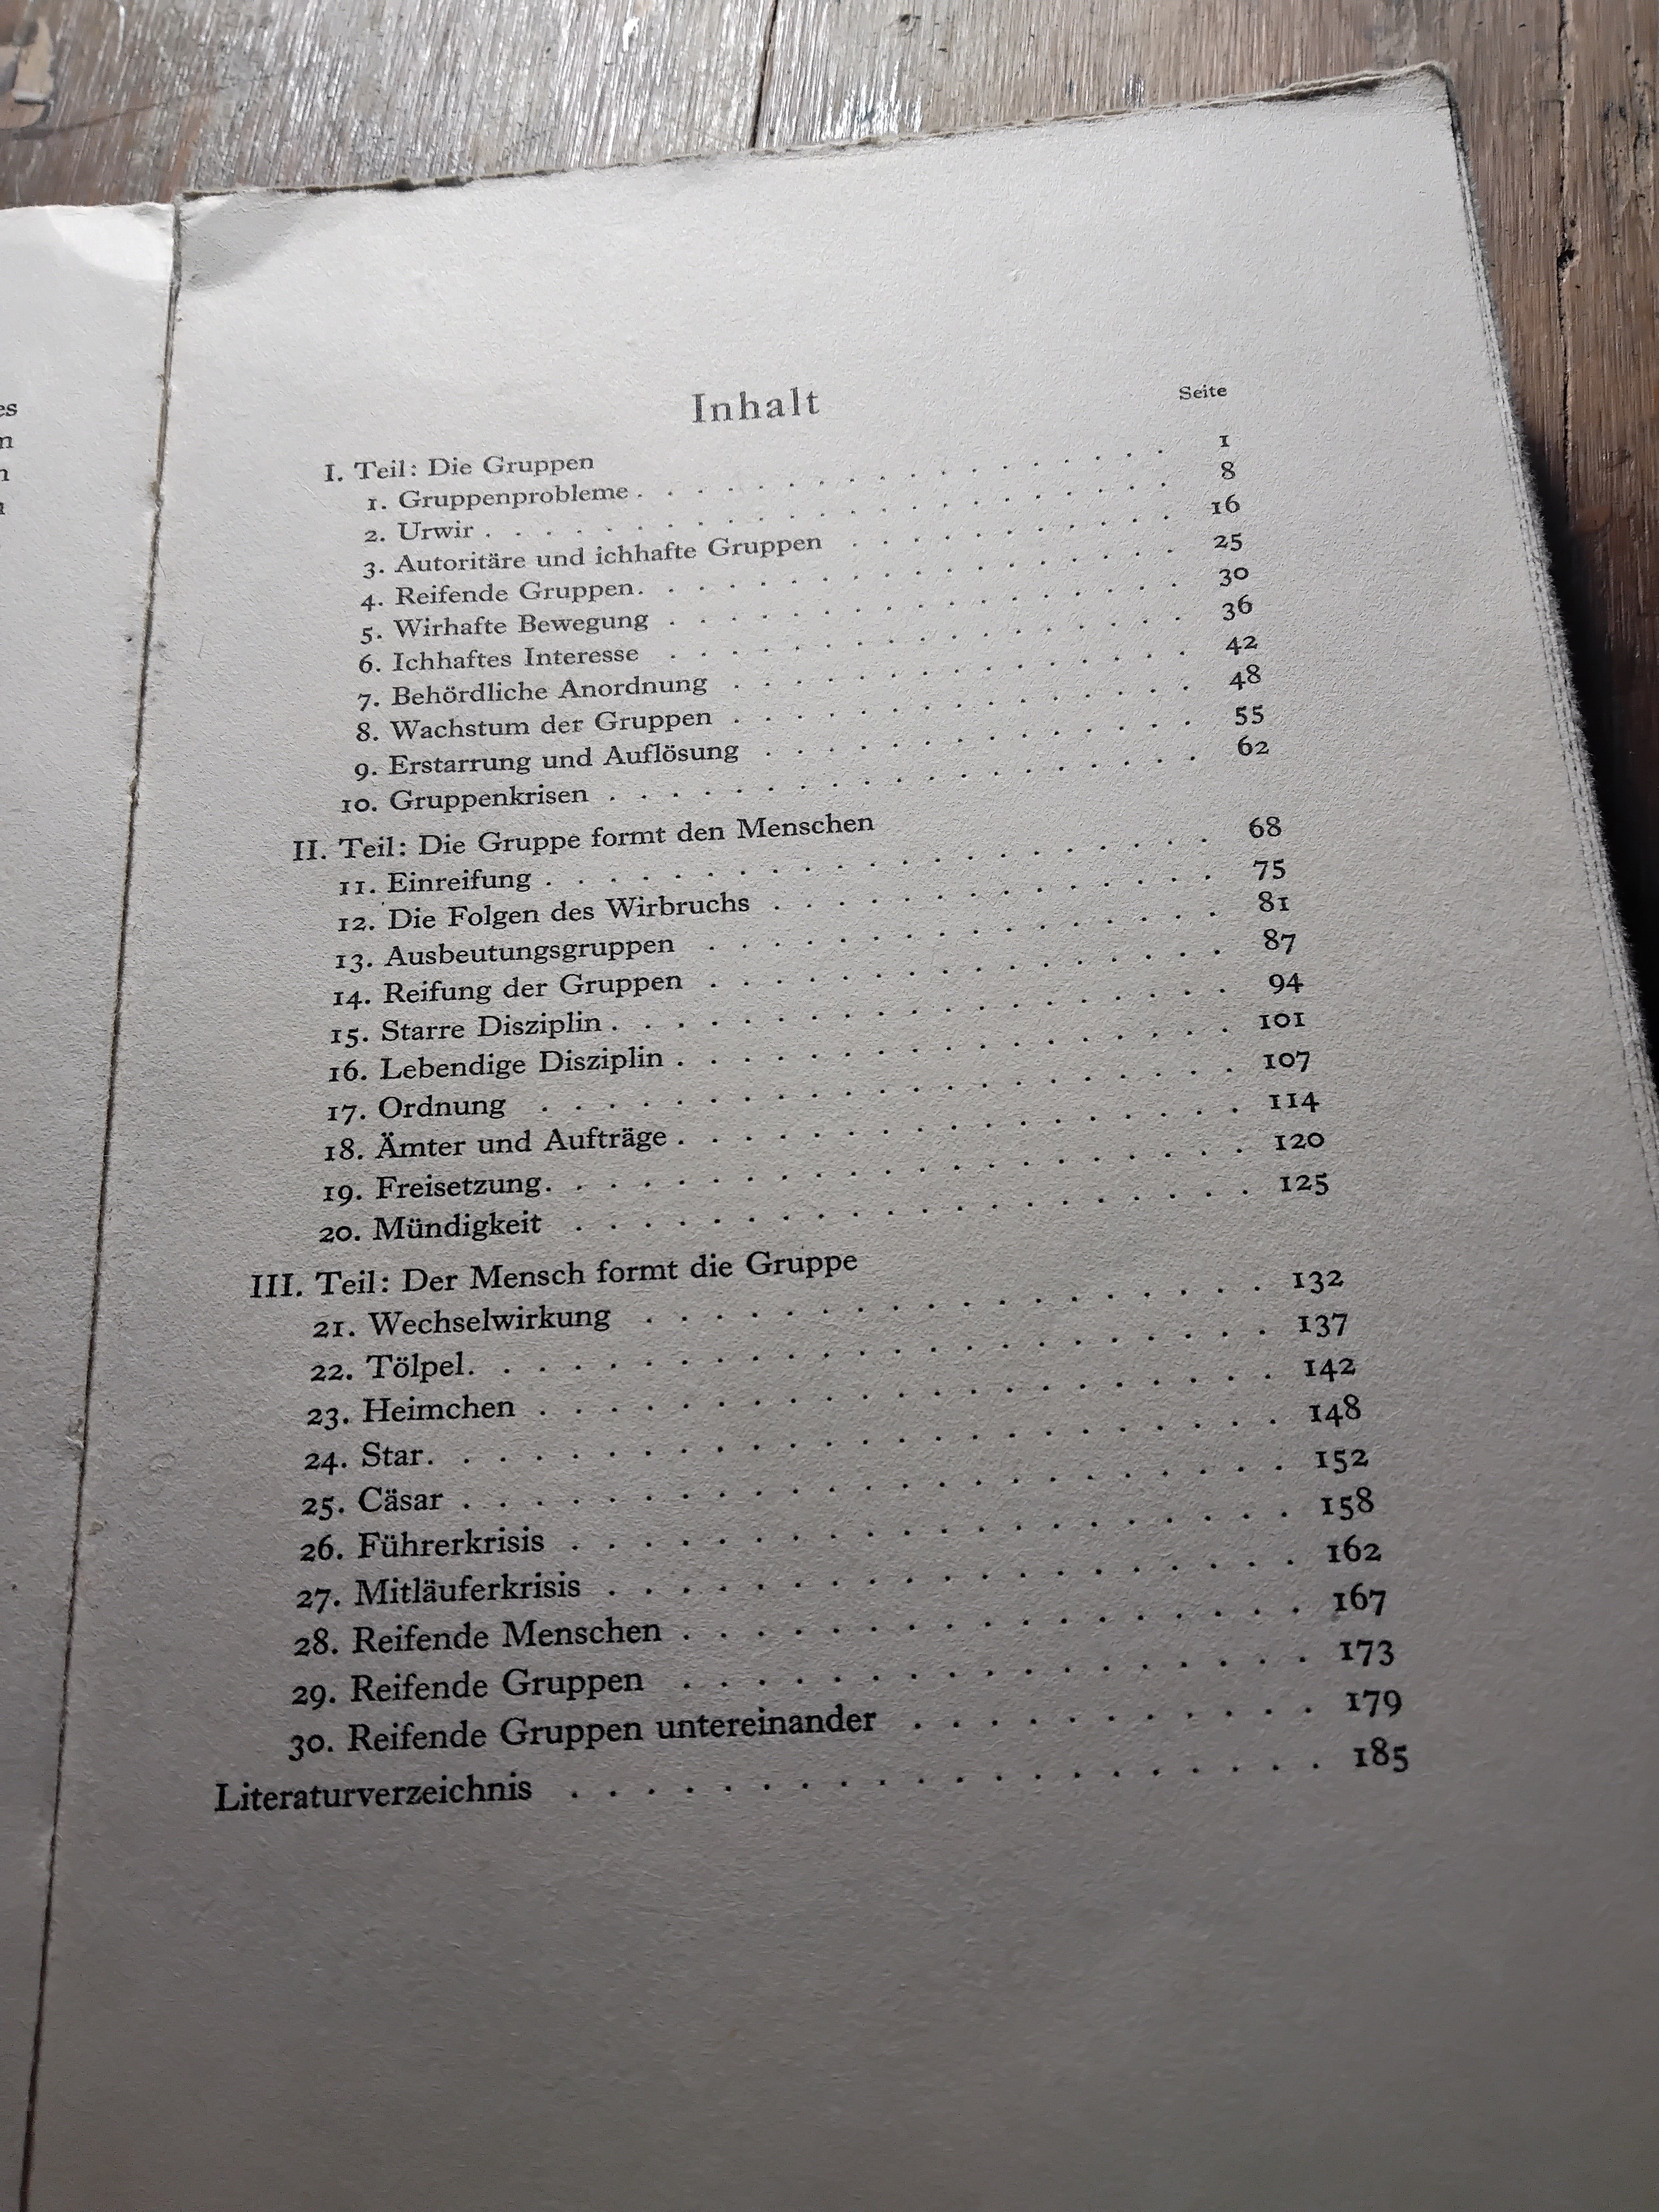 es
m
n
Inhalt
Seite
I. Teil: Die Gruppen
1. Gruppenprobleme . . . . . . . . . . . . . . . . . 1
2. Urwir . . . . . . . . . . . . . . . . . . . . . . 8
3. Autoritäre und ichhafte Gruppen . . . . . . . . . . . 16
4. Reifende Gruppen. . . . . . . . . . . . . . . . . . 25
5. Wirhafte Bewegung . . . . . . . . . . . . . . . . . 30
6. Ichhaftes Interesse . . . . . . . . . . . . . . . . . 36
7. Behördliche Anordnung . . . . . . . . . . . . . . . 42
8. Wachstum der Gruppen . . . . . . . . . . . . . . . 48
9. Erstarrung und Auflösung . . . . . . . . . . . . . . 55
10. Gruppenkrisen . . . . . . . . . . . . . . . . . . . 62
II. Teil: Die Gruppe formt den Menschen
11. Einreifung . . . . . . . . . . . . . . . . . . . . 68
12. Die Folgen des Wirbruchs . . . . . . . . . . . . . . 75
13. Ausbeutungsgruppen . . . . . . . . . . . . . . . . 81
14. Reifung der Gruppen . . . . . . . . . . . . . . . . 87
15. Starre Disziplin . . . . . . . . . . . . . . . . . . 94
16. Lebendige Disziplin . . . . . . . . . . . . . . . . . 101
17. Ordnung . . . . . . . . . . . . . . . . . . . . . 107
18. Ämter und Aufträge . . . . . . . . . . . . . . . . . 114
19. Freisetzung. . . . . . . . . . . . . . . . . . . . . 120
20. Mündigkeit . . . . . . . . . . . . . . . . . . . . 125
III. Teil: Der Mensch formt die Gruppe
21. Wechselwirkung . . . . . . . . . . . . . . . . . . 132
22. Tölpel. . . . . . . . . . . . . . . . . . . . . . . 137
23. Heimchen . . . . . . . . . . . . . . . . . . . . . 142
24. Star. . . . . . . . . . . . . . . . . . . . . . . . 148
25. Cäsar . . . . . . . . . . . . . . . . . . . . . . . 152
26. Führerkrisis . . . . . . . . . . . . . . . . . . . . 158
27. Mitläuferkrisis . . . . . . . . . . . . . . . . . . . 162
28. Reifende Menschen . . . . . . . . . . . . . . . . . 167
29. Reifende Gruppen . . . . . . . . . . . . . . . . . 173
30. Reifende Gruppen untereinander . . . . . . . . . . . 179
Literaturverzeichnis . . . . . . . . . . . . . . . . . . . 185